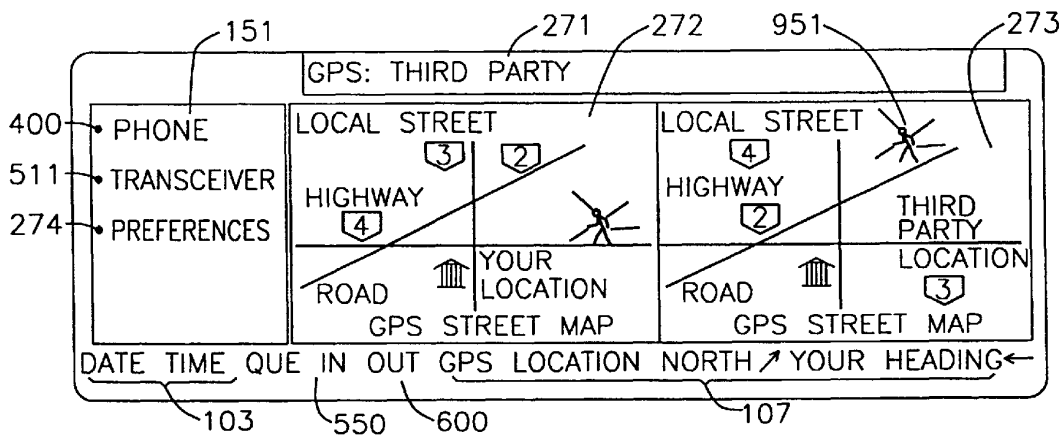 151
271
272
951
273
GPS: THIRD PARTY
400
PHONE
511
TRANSCEIVER
274
PREFERENCES
LOCAL STREET
3
2
HIGHWAY
4
YOUR
LOCATION
ROAD
GPS STREET MAP
LOCAL STREET
4
HIGHWAY
2
THIRD
PARTY
LOCATION
3
ROAD
GPS STREET MAP
DATE TIME QUE IN OUT GPS LOCATION NORTH↗ YOUR HEADING←
103
550
600
107